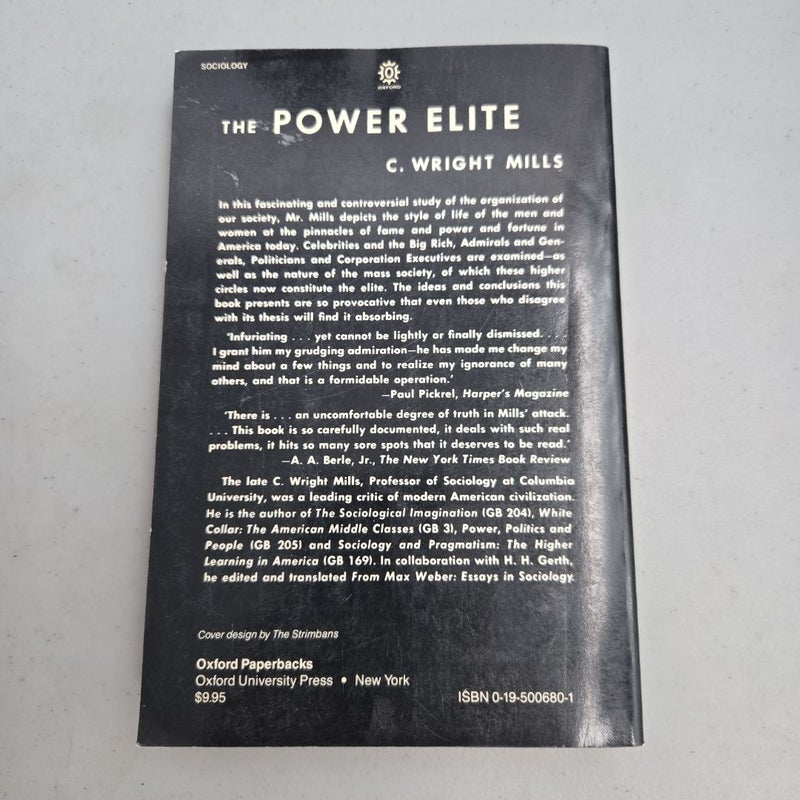 SOCIOLOGY
OXFORD
THE POWER ELITE
C. WRIGHT MILLS
In this fascinating and controversial study of the organization of
our society, Mr. Mills depicts the style of life of the men and
women at the pinnacles of fame and power and fortune in
America today. Celebrities and the Big Rich, Admirals and Gen-
erals, Politicians and Corporation Executives are examined—as
well as the nature of the mass society, of which these higher
circles now constitute the elite. The ideas and conclusions this
book presents are so provocative that even those who disagree
with its thesis will find it absorbing.
'Infuriating . . . yet cannot be lightly or finally dismissed. . . .
I grant him my grudging admiration—he has made me change my
mind about a few things and to realize my ignorance of many
others, and that is a formidable operation.'
—Paul Pickrel, Harper's Magazine
'There is . . . an uncomfortable degree of truth in Mills' attack.
. . . This book is so carefully documented, it deals with such real
problems, it hits so many sore spots that it deserves to be read.'
—A. A. Berle, Jr., The New York Times Book Review
The late C. Wright Mills, Professor of Sociology at Columbia
University, was a leading critic of modern American civilization.
He is the author of The Sociological Imagination (GB 204), White
Collar: The American Middle Classes (GB 3), Power, Politics and
People (GB 205) and Sociology and Pragmatism: The Higher
Learning in America (GB 169). In collaboration with H. H. Gerth,
he edited and translated From Max Weber: Essays in Sociology.
Cover design by The Strimbans
Oxford Paperbacks
Oxford University Press • New York
$9.95
ISBN 0-19-500680-1